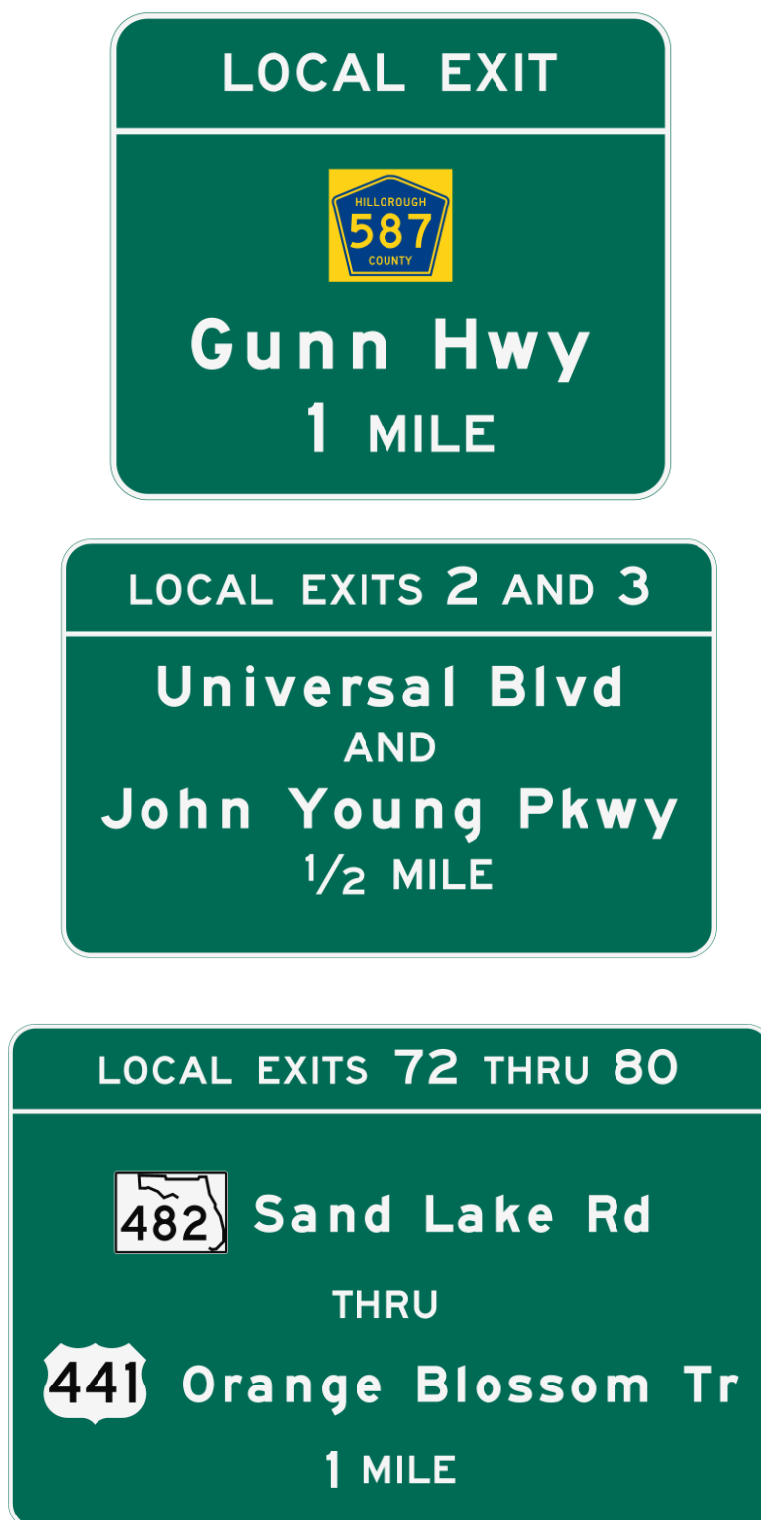 LOCAL EXIT
HILLCROUGH
587
COUNTY
Gunn Hwy
1 MILE
LOCAL EXITS 2 AND 3
Universal Blvd
AND
John Young Pkwy
1/2 MILE
LOCAL EXITS 72 THRU 80
482 Sand Lake Rd
THRU
441 Orange Blossom Tr
1 MILE